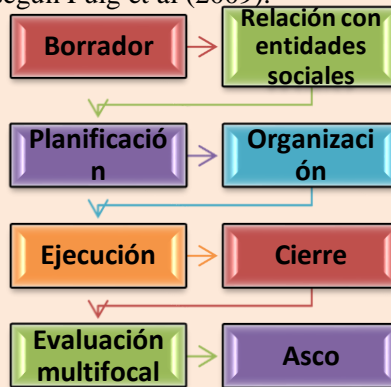 según Puig et al (2009).
Borrador
Relación con
entidades
sociales
Planificació
n
Organizaci
ón
Ejecución
Cierre
Evaluación
multifocal
Asco